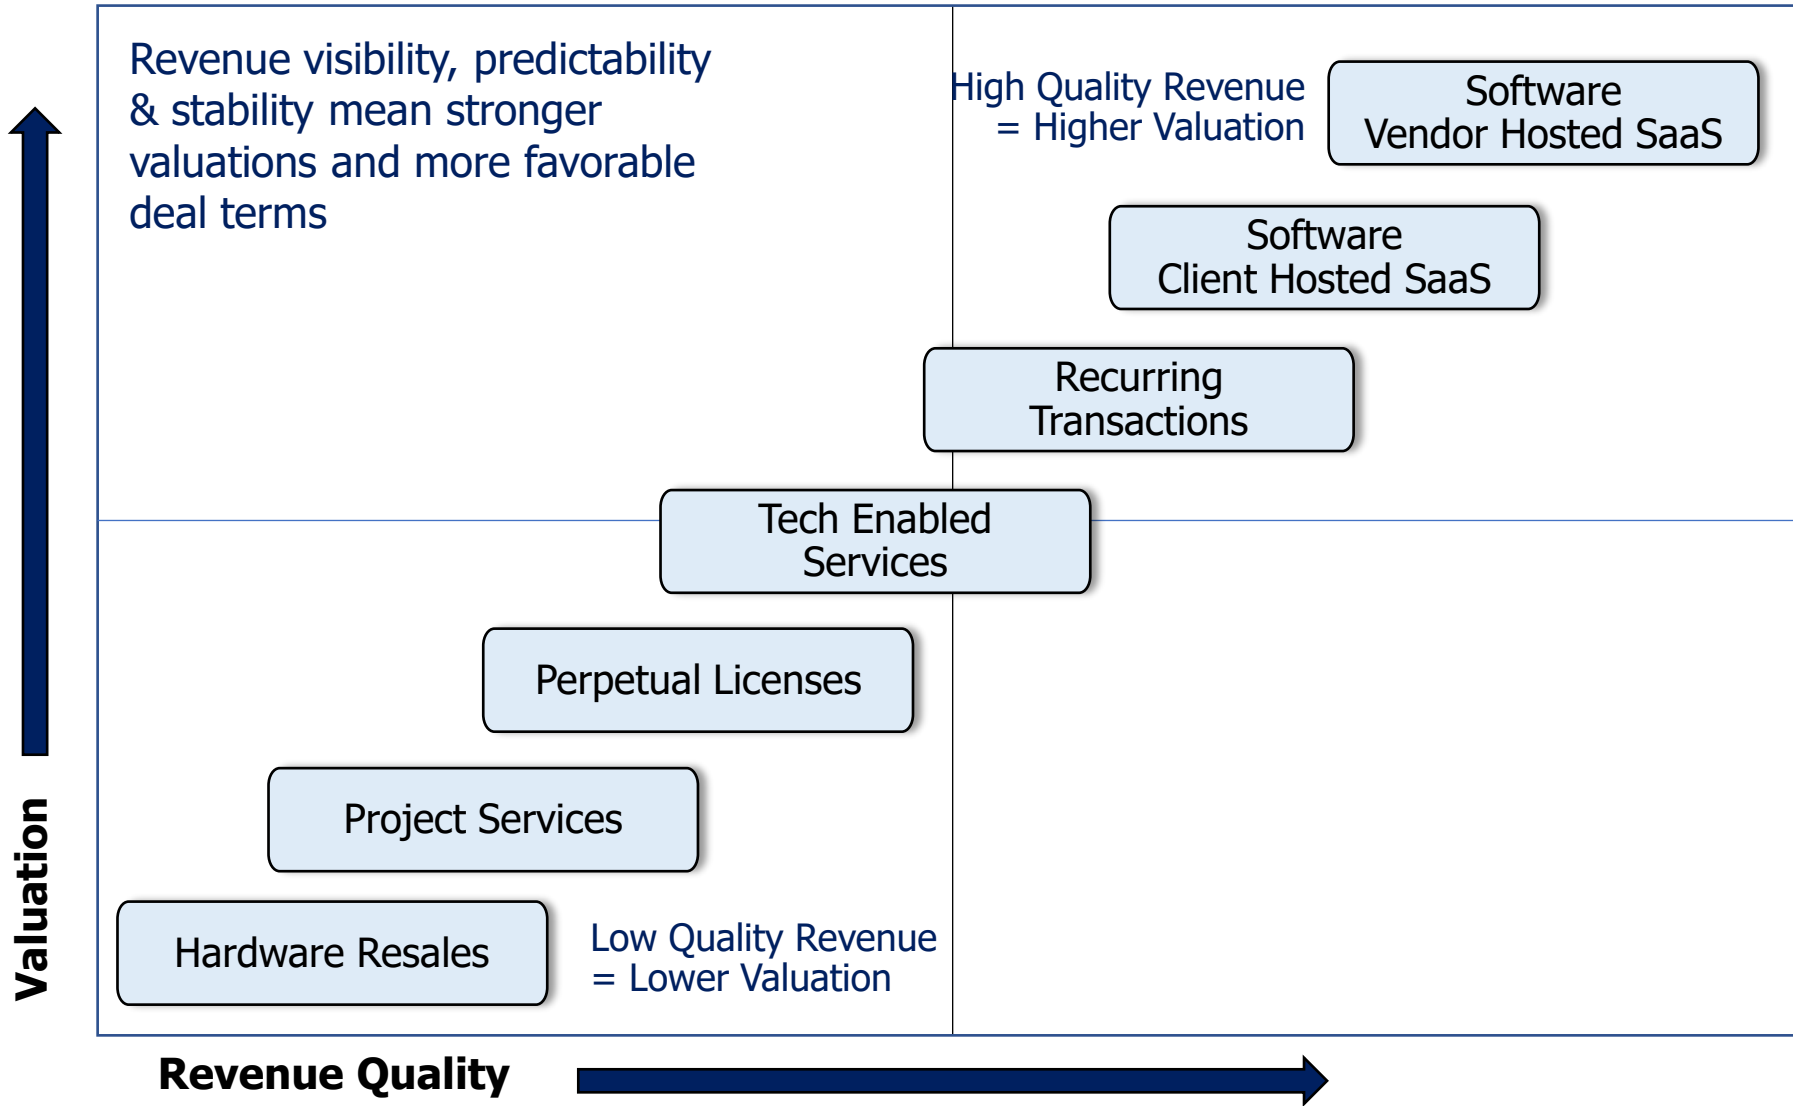 Revenue visibility, predictability
& stability mean stronger
valuations and more favorable
deal terms
High Quality Revenue
= Higher Valuation
Software
Vendor Hosted SaaS
Software
Client Hosted SaaS
Recurring
Transactions
Tech Enabled
Services
Perpetual Licenses
Project Services
Hardware Resales
Low Quality Revenue
= Lower Valuation
Valuation
Revenue Quality